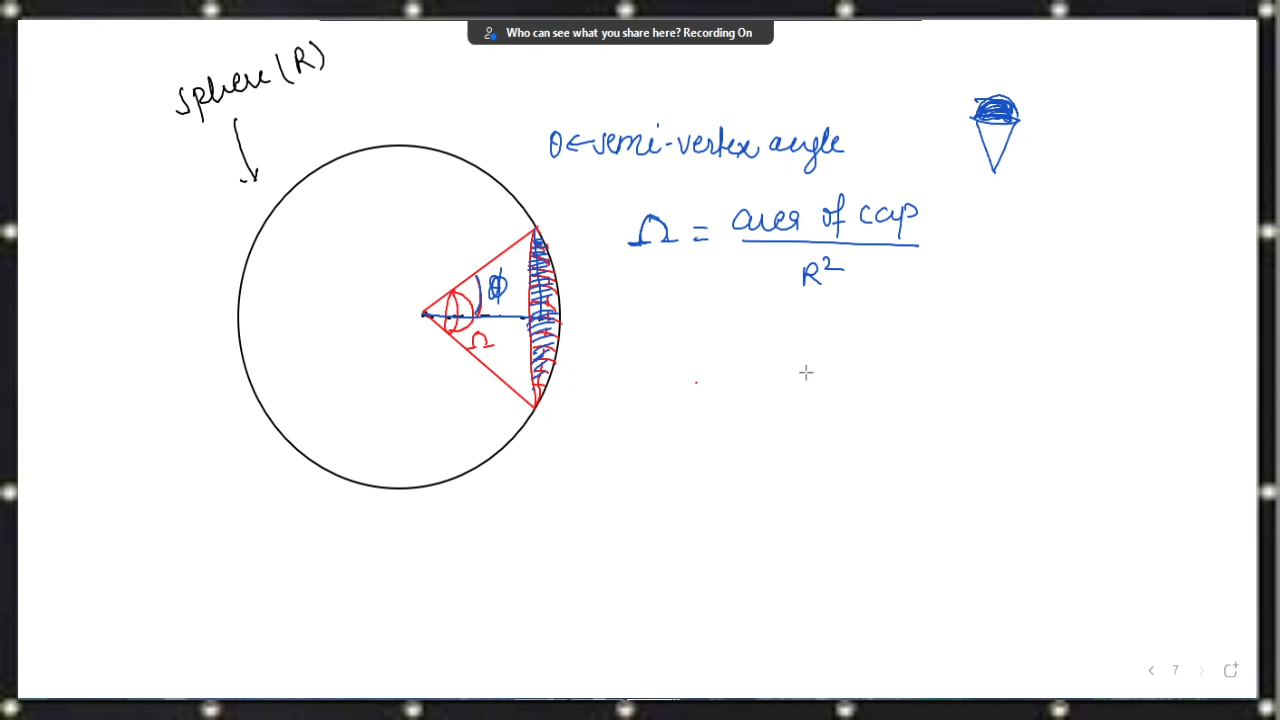 Who can see what you share here? Recording On
sphere (R)
θ ← semi-vertex angle
Ω = area of cap
R²
θ
Ω
7